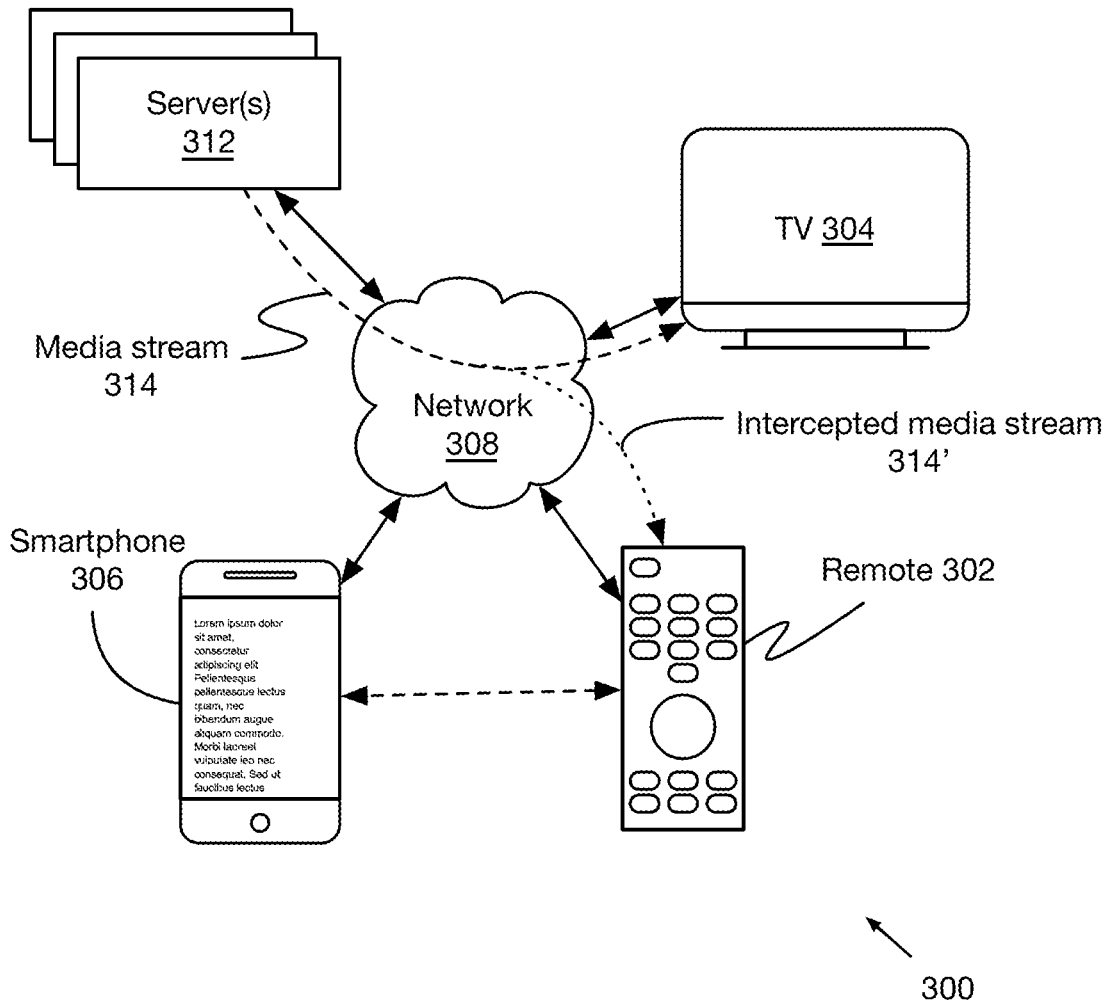 Server(s)
312
TV 304
Media stream
314
Network
308
Intercepted media stream
314’
Smartphone
306
Remote 302
Lorem ipsum dolor
sit amet,
consectetur
adipiscing elit
Pellentesque
pellentesque lectus
quam, nec
bibendum augue
aliquam commodo.
Morbi laoreet
vulputate leo nec
consequat. Sed ut
faucibus lectus
300